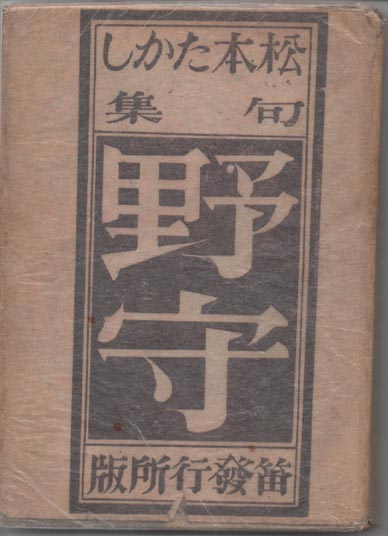 松本たかし
句集
野守
笛發行所版